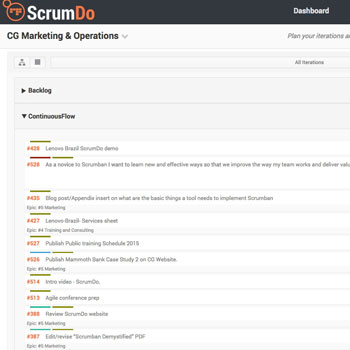 ScrumDo
Dashboard
CG Marketing & Operations
Plan your iterations a
All Iterations
Backlog
ContinuousFlow
#428 Lenovo Brazil ScrumDo demo
#528 As a novice to Scrumban I want to learn new and effective ways so that we improve the way my team works and deliver valu
#455 Blog post/Appendix insert on what are the basic things a tool needs to implement Scrumban
Epic: #5 Marketing
#427 Lenovo-Brazil- Services sheet
Epic: #4 Training and Consulting
#527 Publish Public training Schedule 2015
#526 Publish Mammoth Bank Case Study 2 on CG Website.
Epic: #5 Marketing
#514 Intro video - ScrumDo.
#513 Agile conference prep
#388 Review ScrumDo website
Epic: #5 Marketing
#387 Edit/revise "Scrumban Demystified" PDF
Epic: #5 Marketing